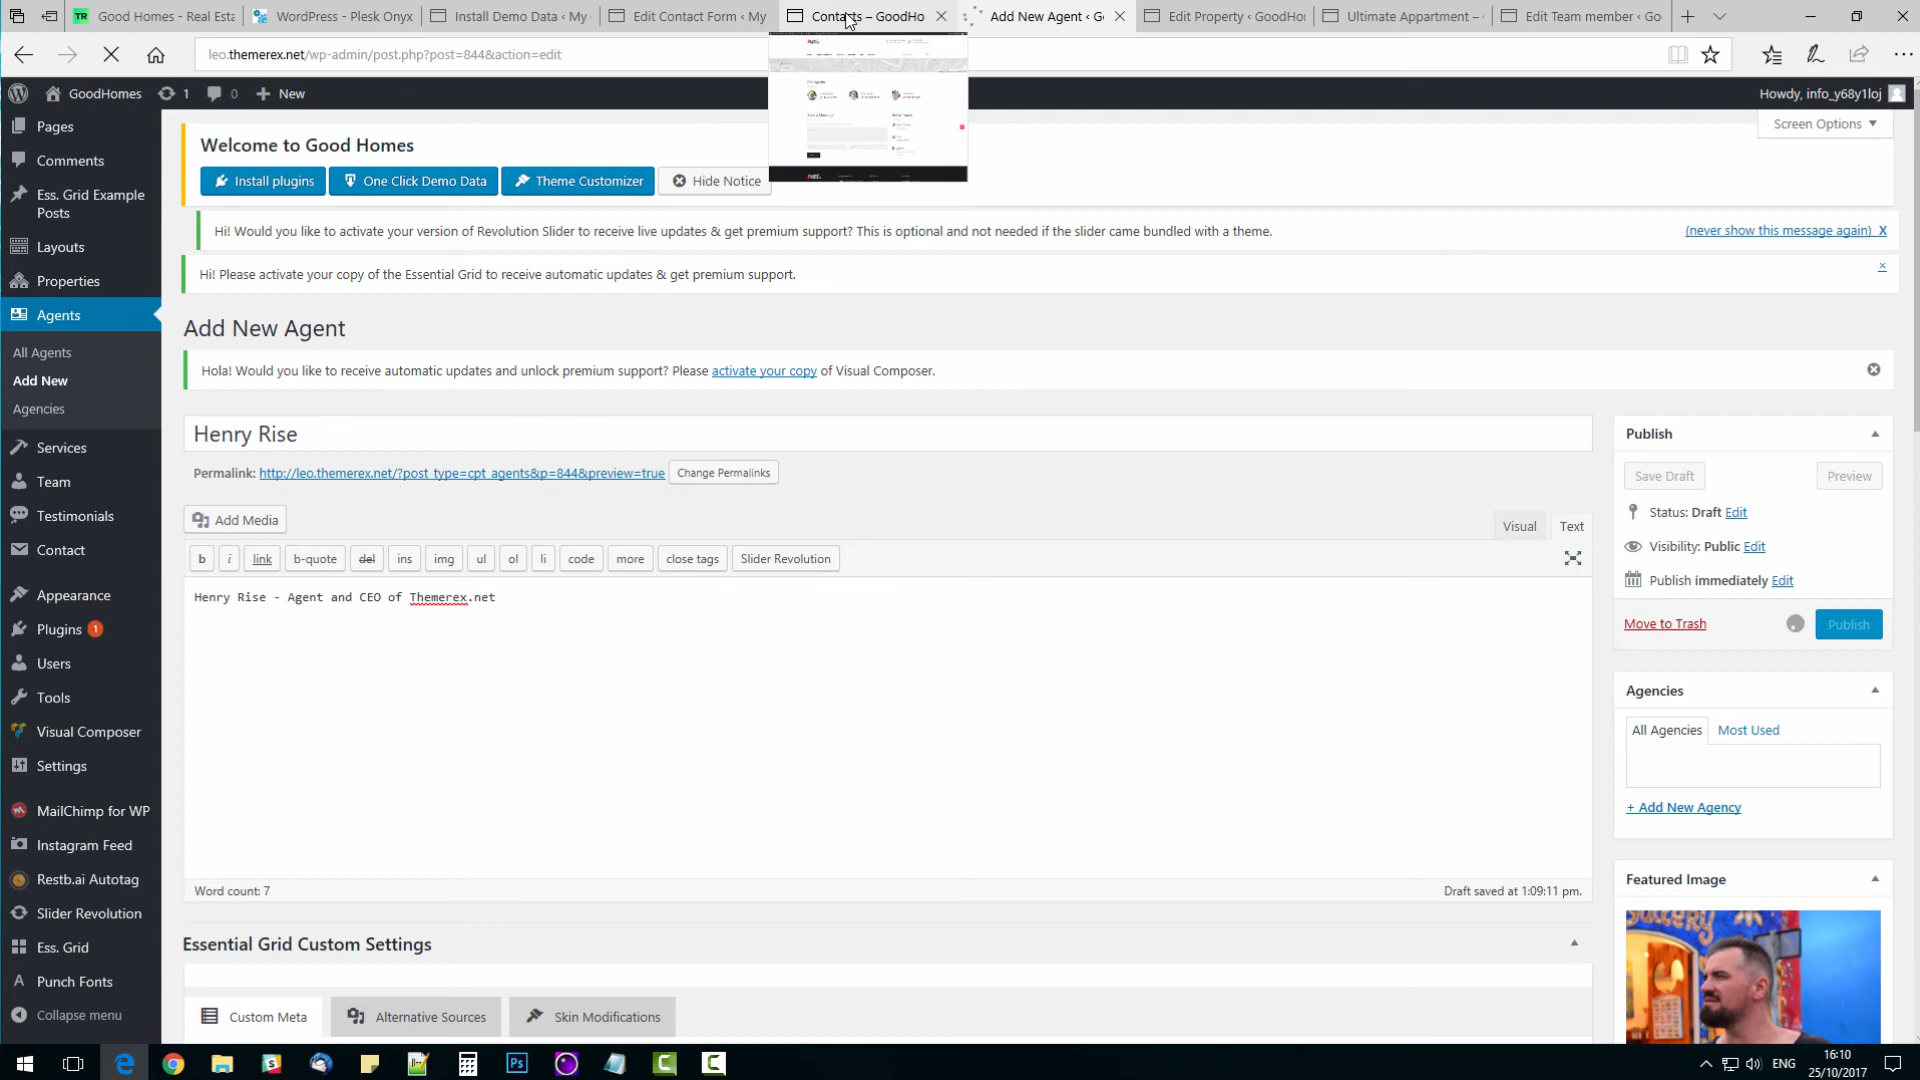 TR Good Homes - Real Esta
WordPress - Plesk Onyx
Install Demo Data ‹ My
Edit Contact Form ‹ My
Contacts – GoodHo
Add New Agent ‹ G
Edit Property ‹ GoodHo
Ultimate Appartment –
Edit Team member ‹ Go
leo.themerex.net/wp-admin/post.php?post=844&action=edit
GoodHomes
1
0
New
Howdy, info_y68y1loj
Pages
Comments
Ess. Grid Example
Posts
Layouts
Properties
Agents
All Agents
Add New
Agencies
Services
Team
Testimonials
Contact
Appearance
Plugins 1
Users
Tools
Visual Composer
Settings
MailChimp for WP
Instagram Feed
Restb.ai Autotag
Slider Revolution
Ess. Grid
Punch Fonts
Collapse menu
Screen Options
Welcome to Good Homes
Install plugins
One Click Demo Data
Theme Customizer
Hide Notice
Hi! Would you like to activate your version of Revolution Slider to receive live updates & get premium support? This is optional and not needed if the slider came bundled with a theme.
(never show this message again) X
Hi! Please activate your copy of the Essential Grid to receive automatic updates & get premium support.
Add New Agent
Hola! Would you like to receive automatic updates and unlock premium support? Please activate your copy of Visual Composer.
Henry Rise
Permalink: http://leo.themerex.net/?post_type=cpt_agents&p=844&preview=true Change Permalinks
Add Media
Visual
Text
b i link b-quote del ins img ul ol li code more close tags Slider Revolution
Henry Rise - Agent and CEO of Themerex.net
Word count: 7
Draft saved at 1:09:11 pm.
Essential Grid Custom Settings
Custom Meta
Alternative Sources
Skin Modifications
Publish
Save Draft
Preview
Status: Draft Edit
Visibility: Public Edit
Publish immediately Edit
Move to Trash
Publish
Agencies
All Agencies
Most Used
+ Add New Agency
Featured Image
Ps
ENG
16:10
25/10/2017